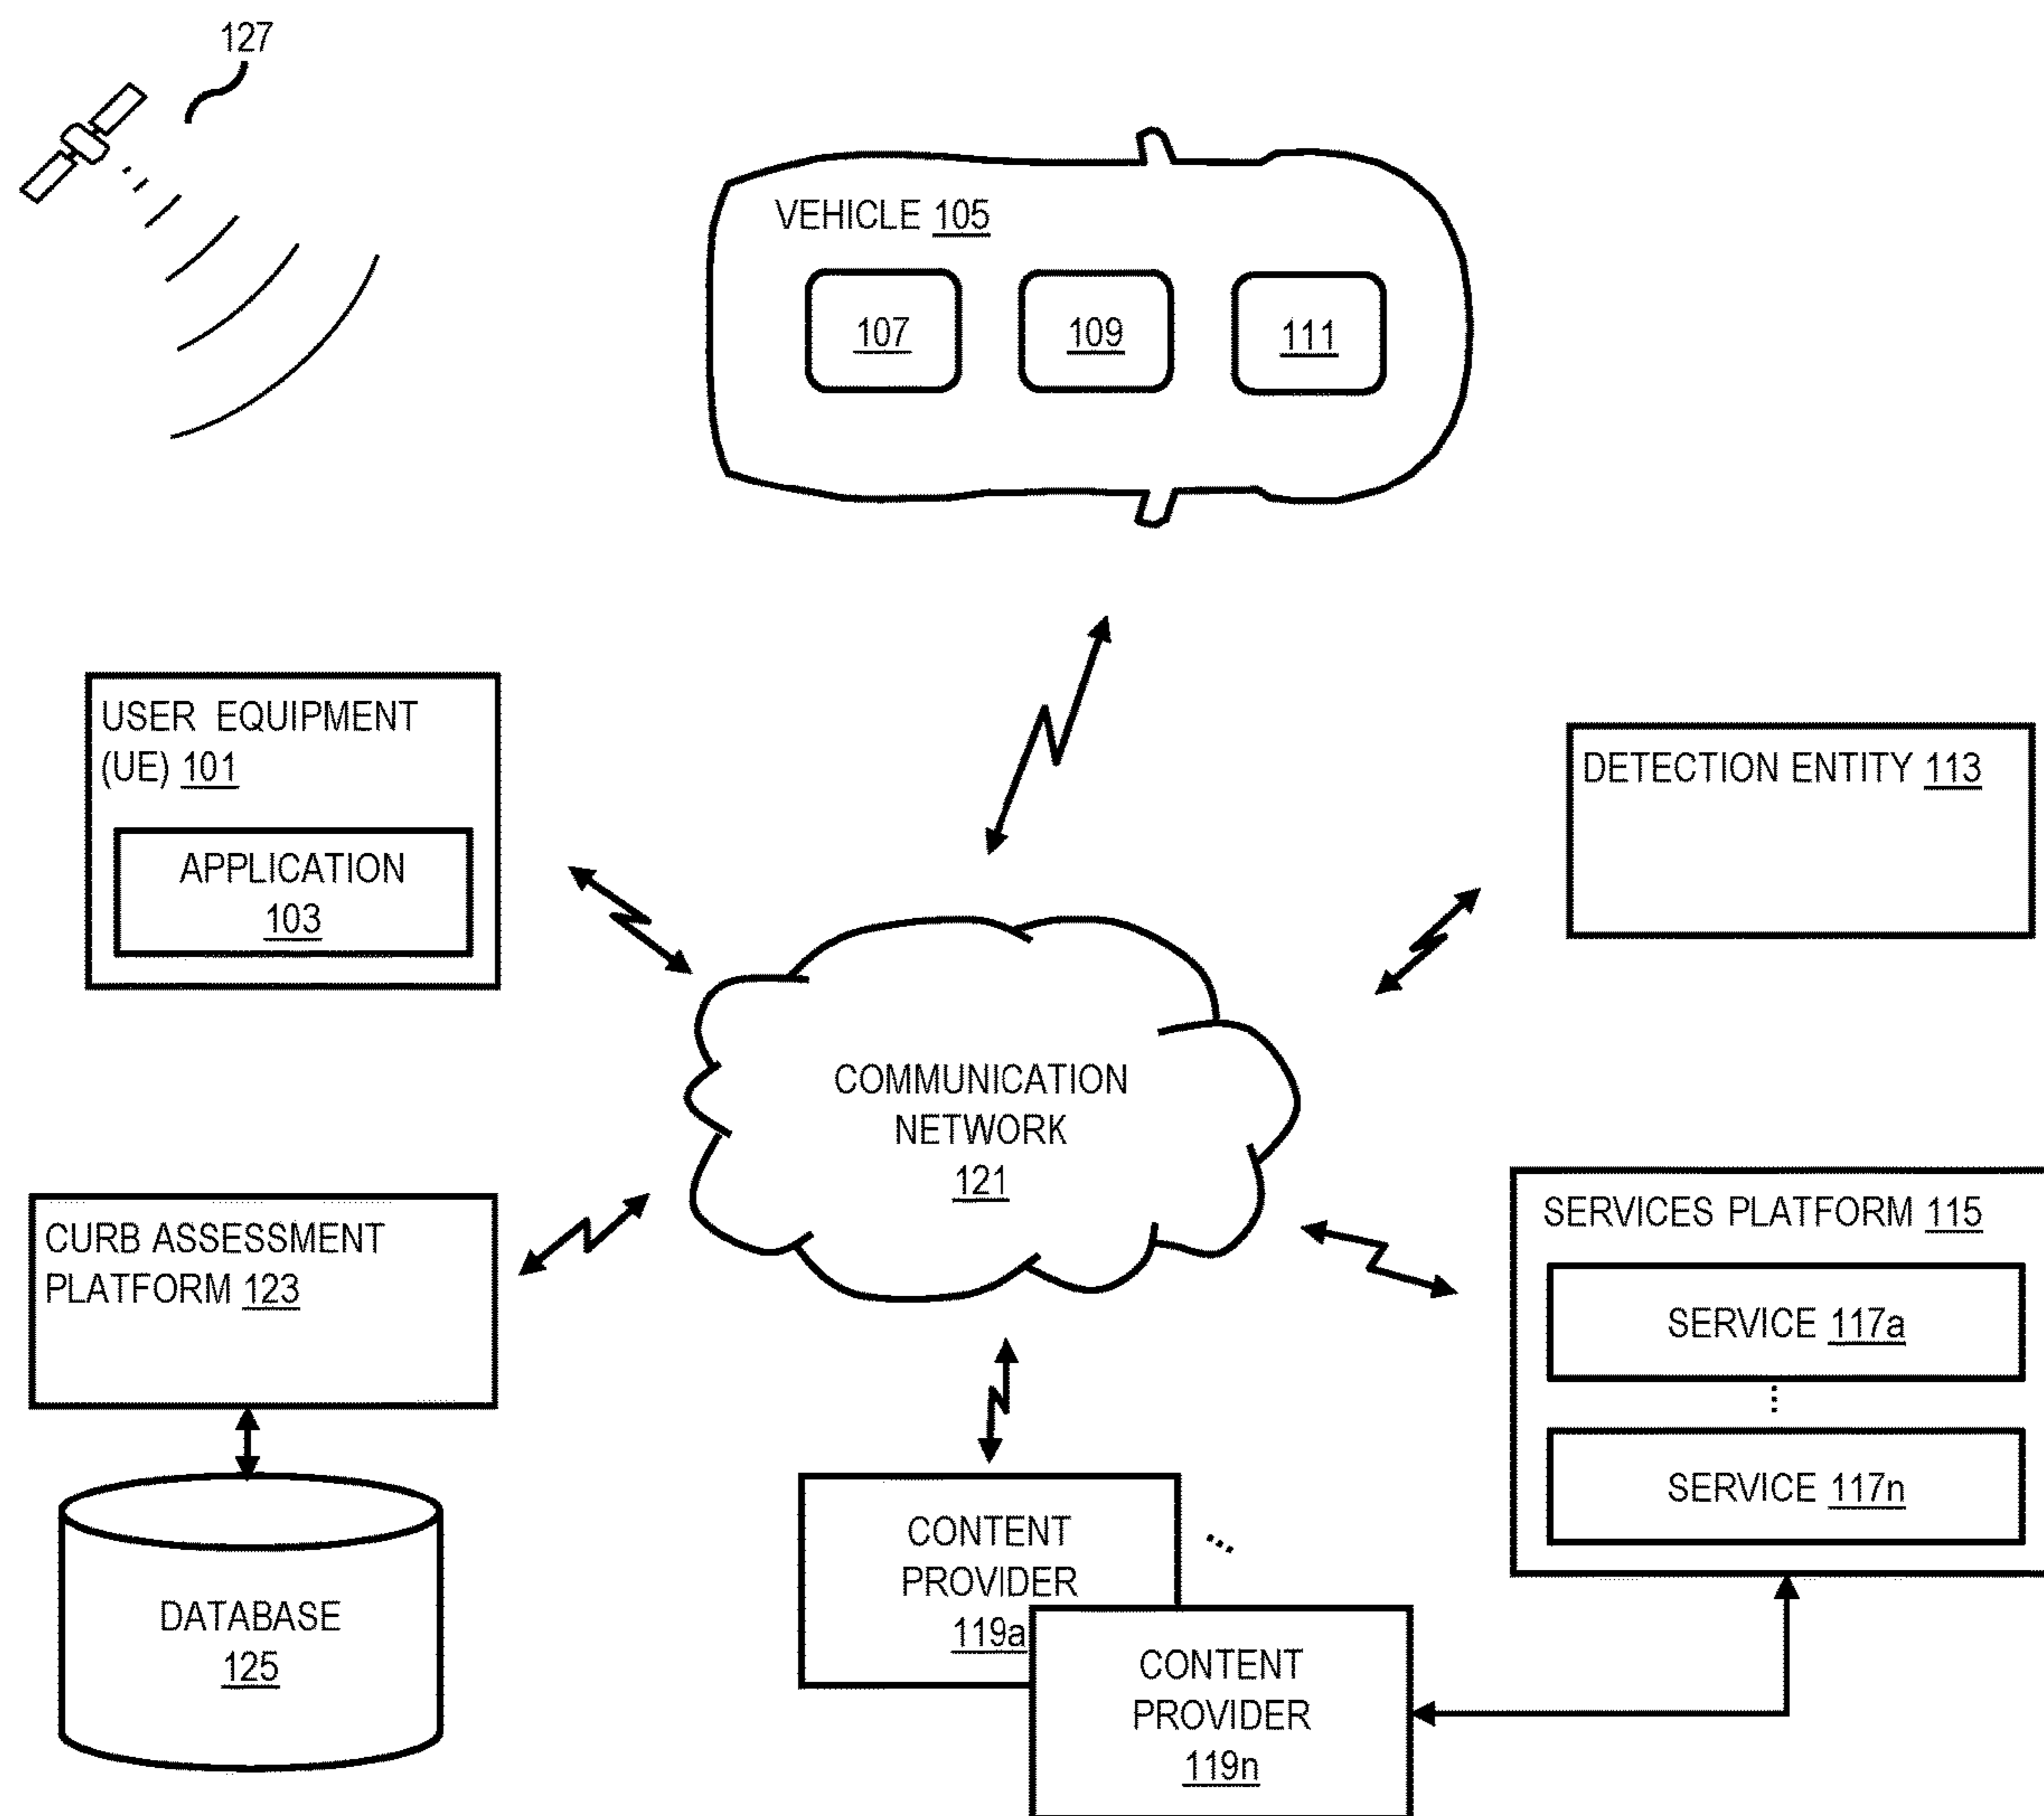 127
VEHICLE 105
107
109
111
USER EQUIPMENT
(UE) 101
APPLICATION
103
DETECTION ENTITY 113
COMMUNICATION
NETWORK
121
CURB ASSESSMENT
PLATFORM 123
SERVICES PLATFORM 115
SERVICE 117a
⋮
SERVICE 117n
DATABASE
125
CONTENT
PROVIDER
119a
...
CONTENT
PROVIDER
119n